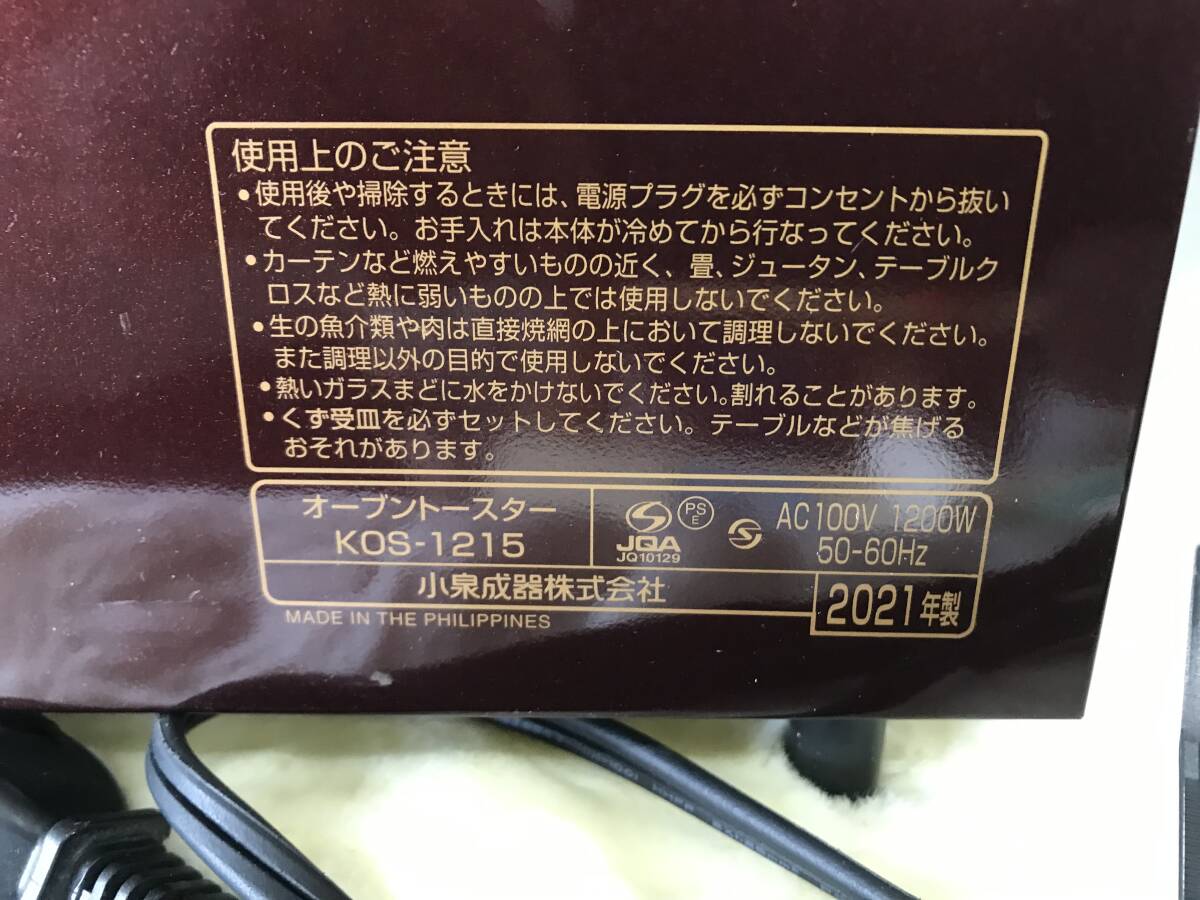 使用上のご注意
•使用後や掃除するときには、電源プラグを必ずコンセントから抜い
てください。お手入れは本体が冷めてから行なってください。
•カーテンなど燃えやすいものの近く、畳、ジュータン、テーブルク
ロスなど熱に弱いものの上では使用しないでください。
•生の魚介類や肉は直接焼網の上において調理しないでください。
また調理以外の目的で使用しないでください。
•熱いガラスまどに水をかけないでください。割れることがあります。
•くず受皿を必ずセットしてください。テーブルなどが焦げる
おそれがあります。
オーブントースター
KOS-1215
PS
E
JQA
JQ10129
AC100V 1200W
50-60Hz
小泉成器株式会社
2021年製
MADE IN THE PHILIPPINES